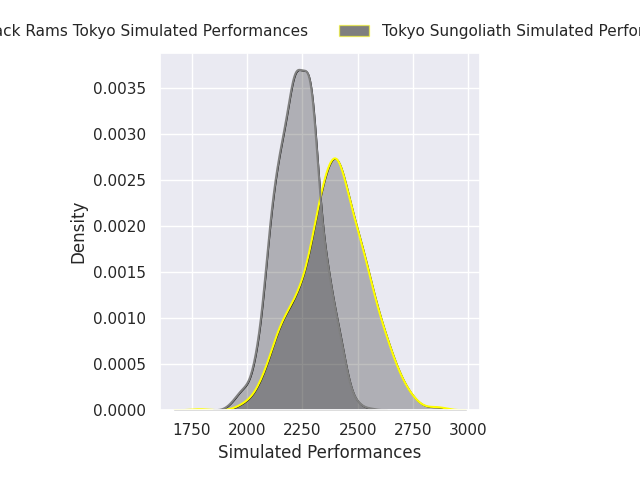 ack Rams Tokyo Simulated Performances Tokyo Sungoliath Simulated Perfor
0.0035
0.0030
0.0025
0.0020
0.0015
0.0010
0.0005
0.0000
Density
1750 2000 2250 2500 2750 3000
Simulated Performances